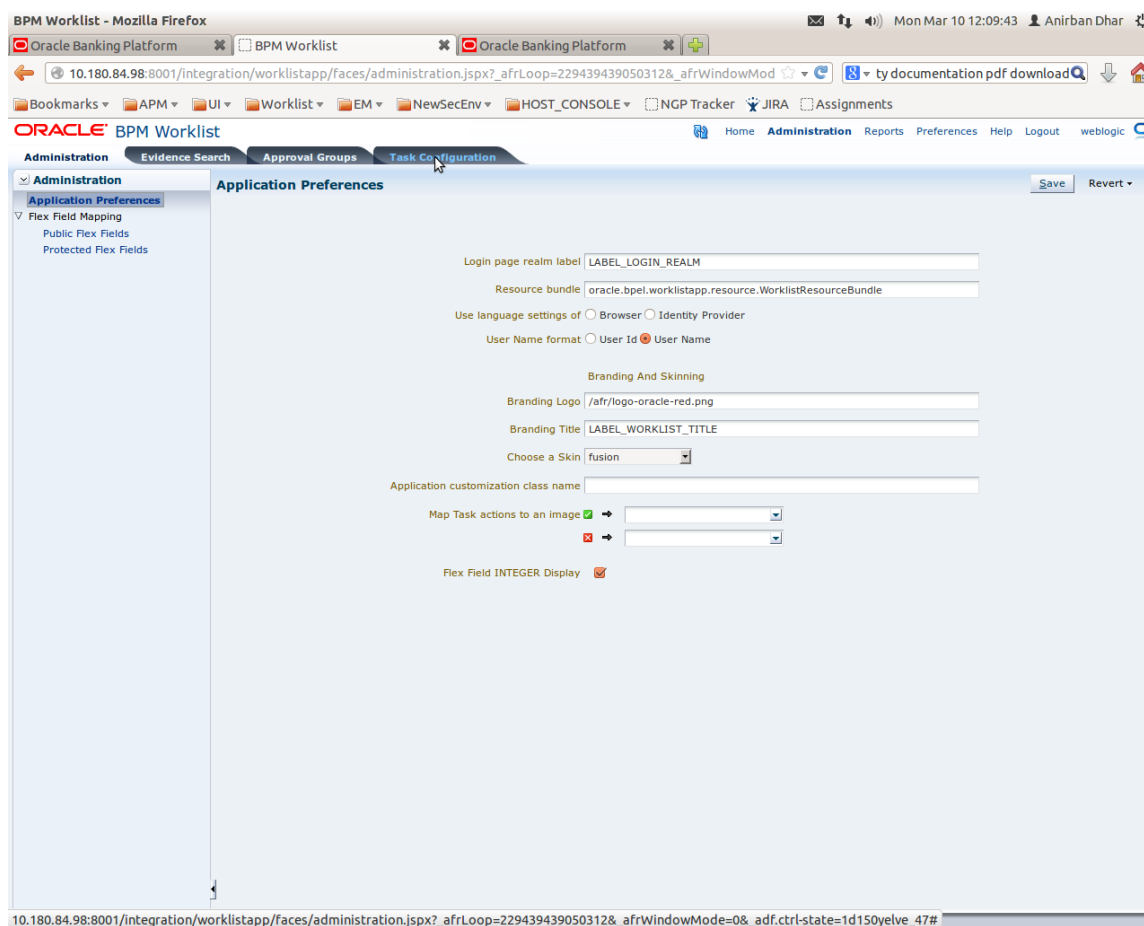 BPM Worklist - Mozilla Firefox
Mon Mar 10 12:09:43 Anirban Dhar
Oracle Banking Platform
BPM Worklist
Oracle Banking Platform
10.180.84.98:8001/integration/worklistapp/faces/administration.jspx?_afrLoop=229439439050312&_afrWindowMod
ty documentation pdf download
Bookmarks APM UI Worklist EM NewSecEnv HOST_CONSOLE NGP Tracker JIRA Assignments
ORACLE BPM Worklist
Home Administration Reports Preferences Help Logout weblogic
Administration Evidence Search Approval Groups Task Configuration
Administration
Application Preferences
Flex Field Mapping
Public Flex Fields
Protected Flex Fields
Application Preferences
Save Revert
Login page realm label LABEL_LOGIN_REALM
Resource bundle oracle.bpel.worklistapp.resource.WorklistResourceBundle
Use language settings of Browser Identity Provider
User Name format User Id User Name
Branding And Skinning
Branding Logo /afr/logo-oracle-red.png
Branding Title LABEL_WORKLIST_TITLE
Choose a Skin fusion
Application customization class name
Map Task actions to an image
Flex Field INTEGER Display
10.180.84.98:8001/integration/worklistapp/faces/administration.jspx?_afrLoop=229439439050312&_afrWindowMode=0&_adf.ctrl-state=1d150yelve_47#